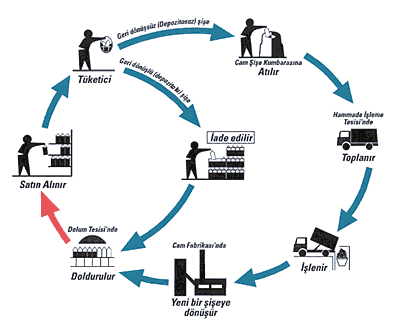 Tüketici
Geri dönüşsüz (Depozitosuz) şişe
Geri dönüşlü (depozitolu) şişe
Cam Şişe Kumbarasına
Atılır
Hammade İşleme
Tesisi'nde
Toplanır
İşlenir
Cam Fabrikası'nda
Yeni bir şişeye
dönüşür
Dolum Tesisi'nde
Doldurulur
Satın Alınır
İade edilir